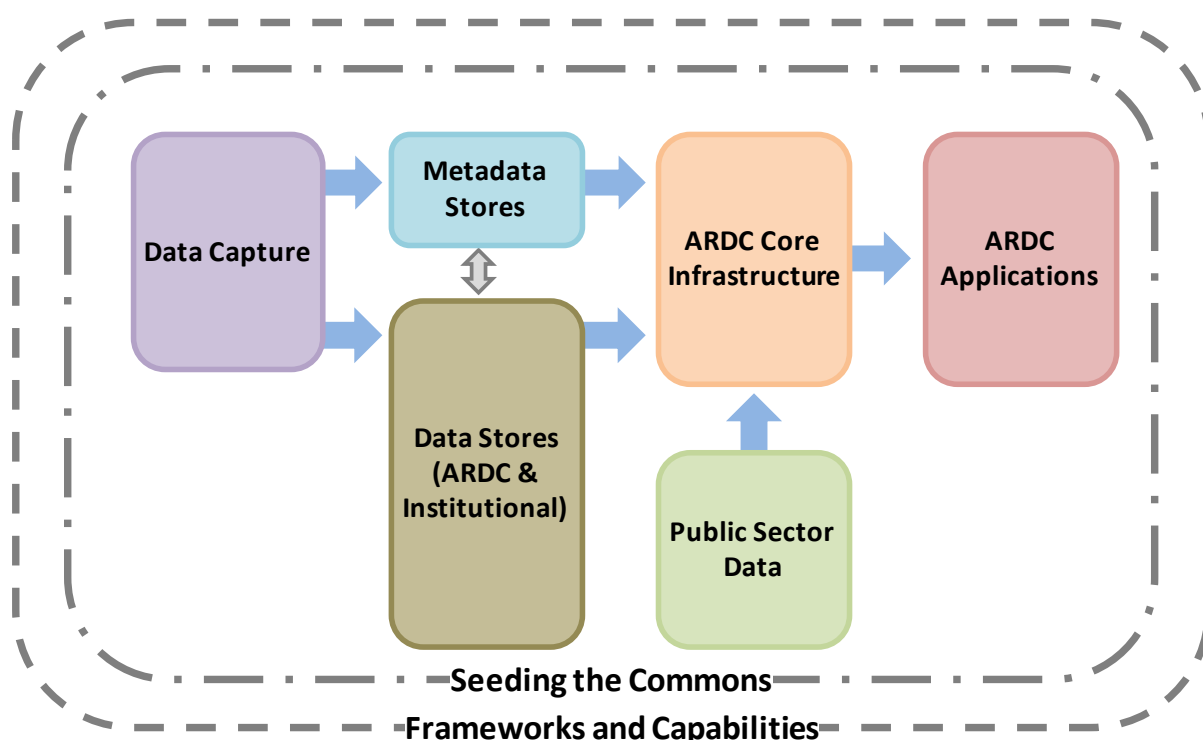 Data Capture
Metadata
Stores
ARDC Core
Infrastructure
ARDC
Applications
Data Stores
(ARDC &
Institutional)
Public Sector
Data
Seeding the Commons
Frameworks and Capabilities